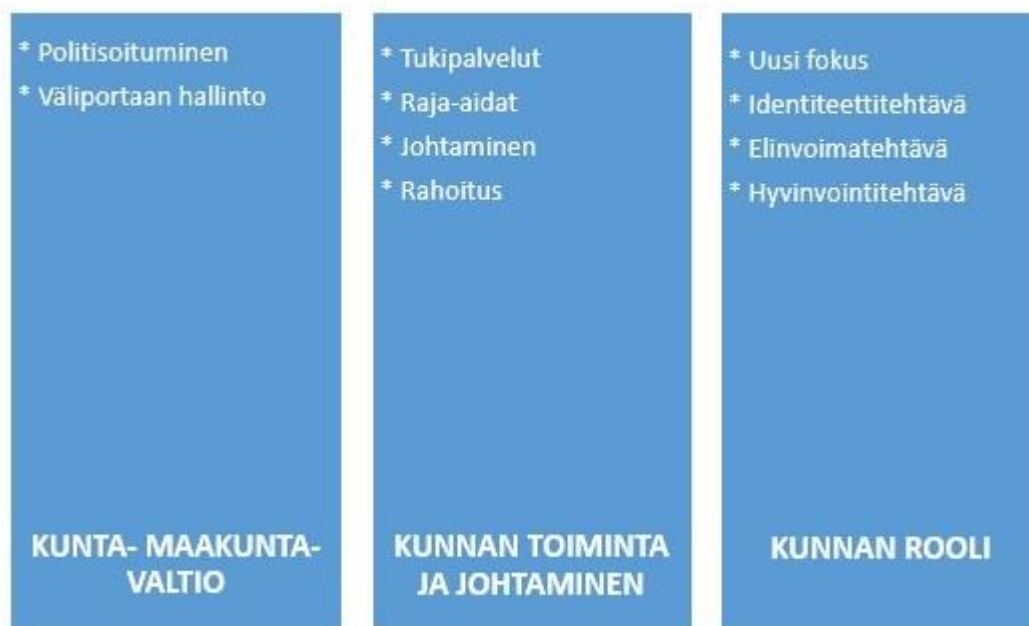 * Politisoituminen
* Väliportaan hallinto
KUNTA- MAAKUNTA-
VALTIO
* Tukipalvelut
* Raja-aidat
* Johtaminen
* Rahoitus
KUNNAN TOIMINTA
JA JOHTAMINEN
* Uusi fokus
* Identiteettitehtävä
* Elinvoimatehtävä
* Hyvinvointitehtävä
KUNNAN ROOLI